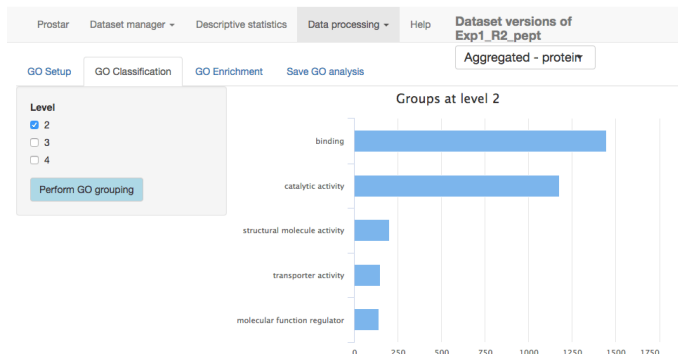 Prostar
Dataset manager
Descriptive statistics
Data processing
Help
Dataset versions of
Exp1_R2_pept
Aggregated - protein
GO Setup
GO Classification
GO Enrichment
Save GO analysis
Level
2
3
4
Perform GO grouping
Groups at level 2
binding
catalytic activity
structural molecule activity
transporter activity
molecular function regulator
0 250 500 750 1000 1250 1500 1750